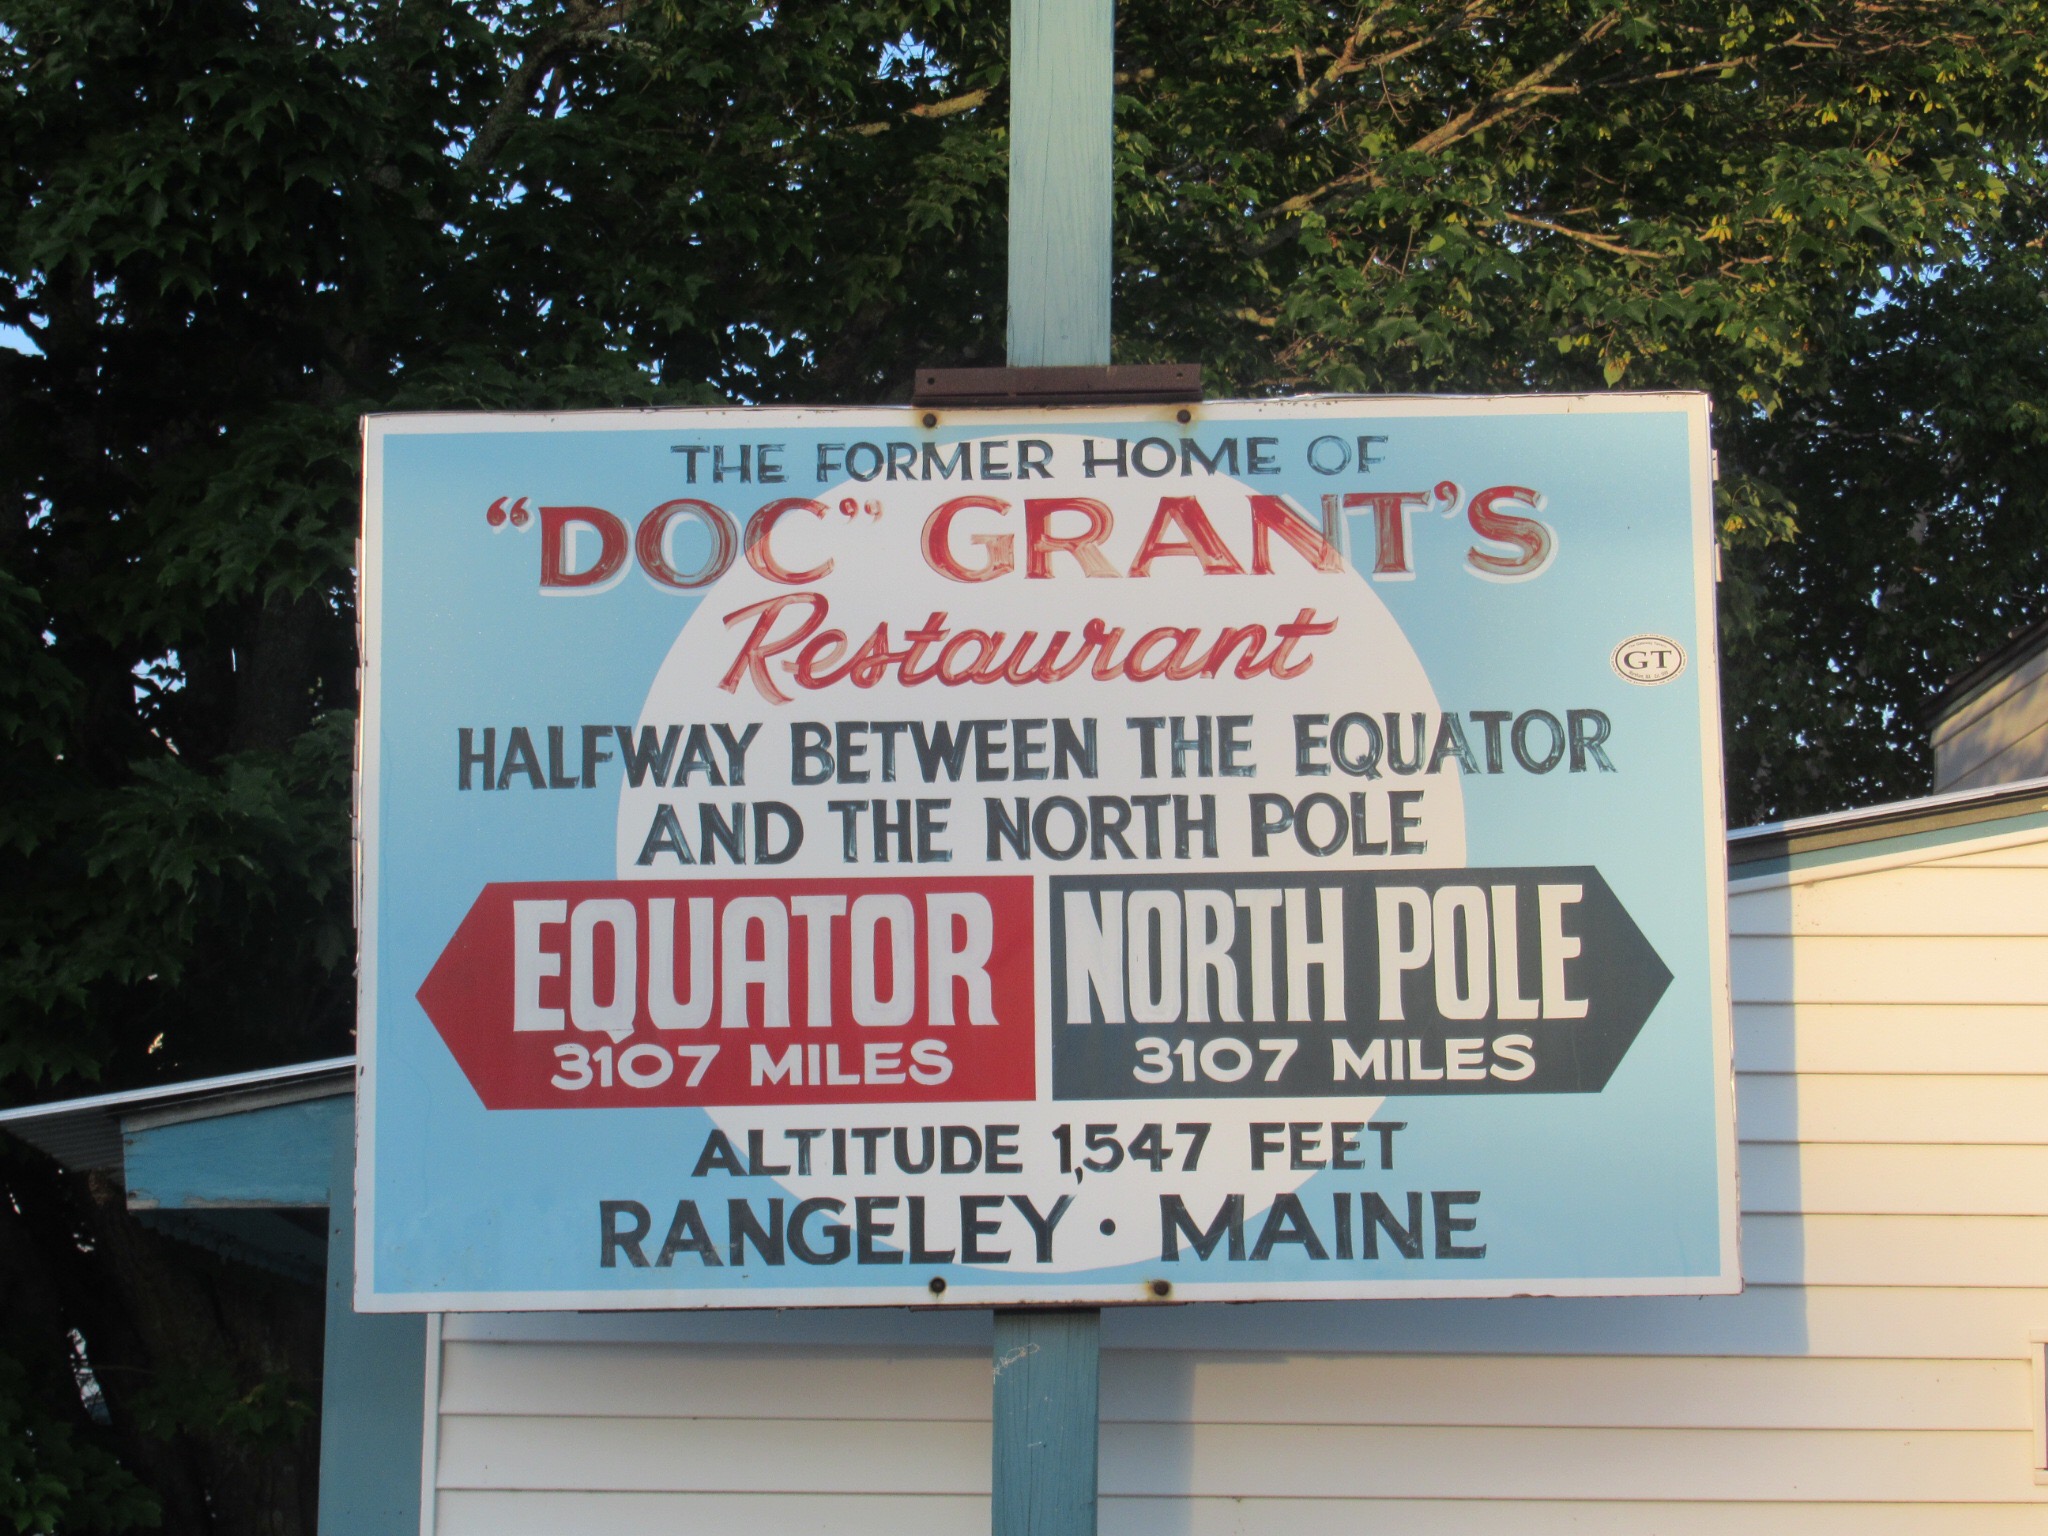 THE FORMER HOME OF
“DOC” GRANT’S
Restaurant
GT
HALFWAY BETWEEN THE EQUATOR
AND THE NORTH POLE
EQUATOR
3107 MILES
NORTH POLE
3107 MILES
ALTITUDE 1,547 FEET
RANGELEY · MAINE